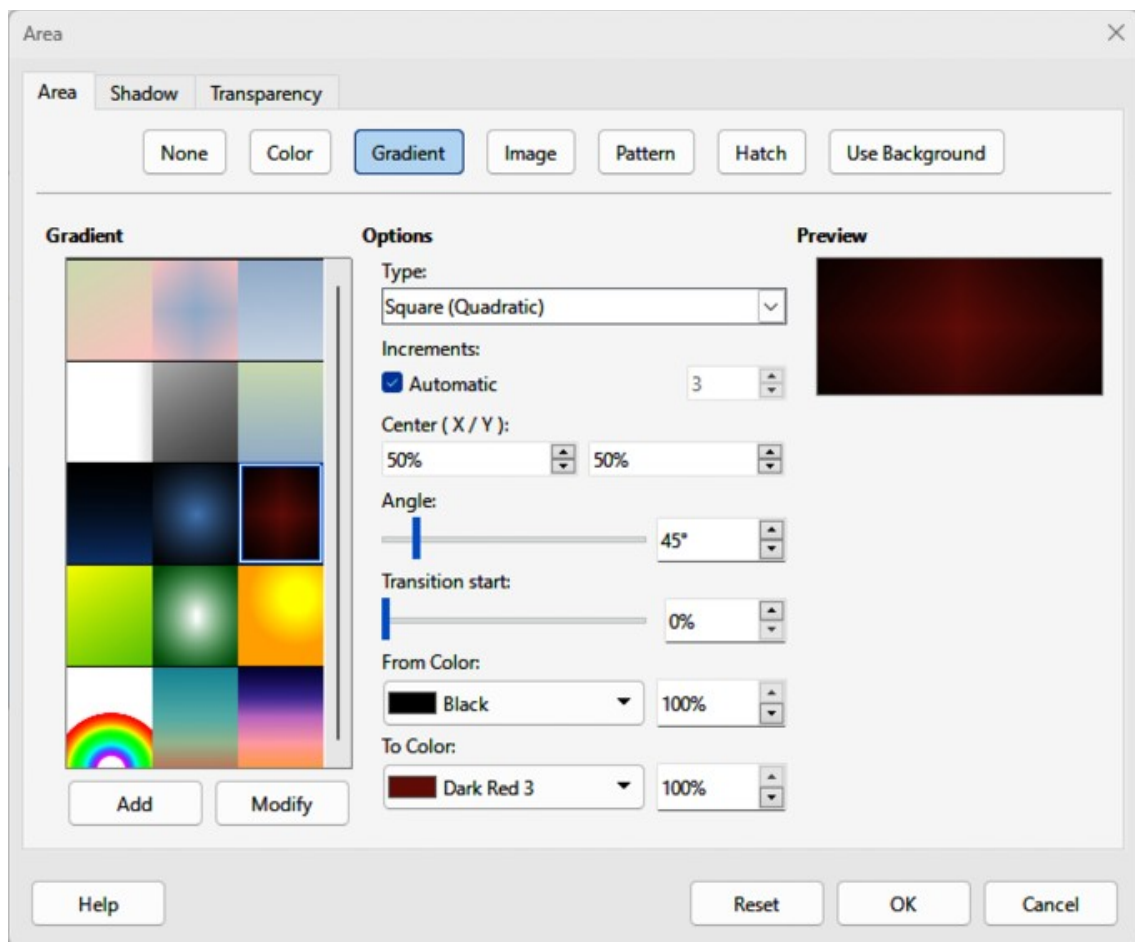 Area
Area Shadow Transparency
None Color Gradient Image Pattern Hatch Use Background
Gradient
Options
Preview
Type:
Square (Quadratic)
Increments:
Automatic 3
Center ( X / Y ):
50% 50%
Angle:
45°
Transition start:
0%
From Color:
Black 100%
To Color:
Dark Red 3 100%
Add Modify
Help Reset OK Cancel